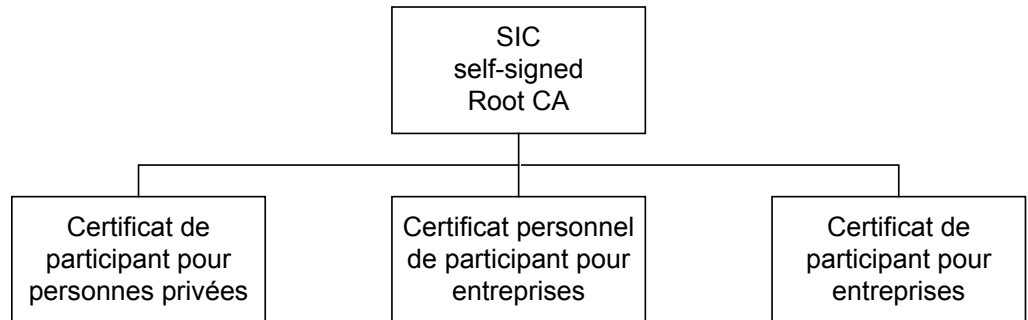 SIC
self-signed
Root CA
Certificat de
participant pour
personnes privées
Certificat personnel
de participant pour
entreprises
Certificat de
participant pour
entreprises